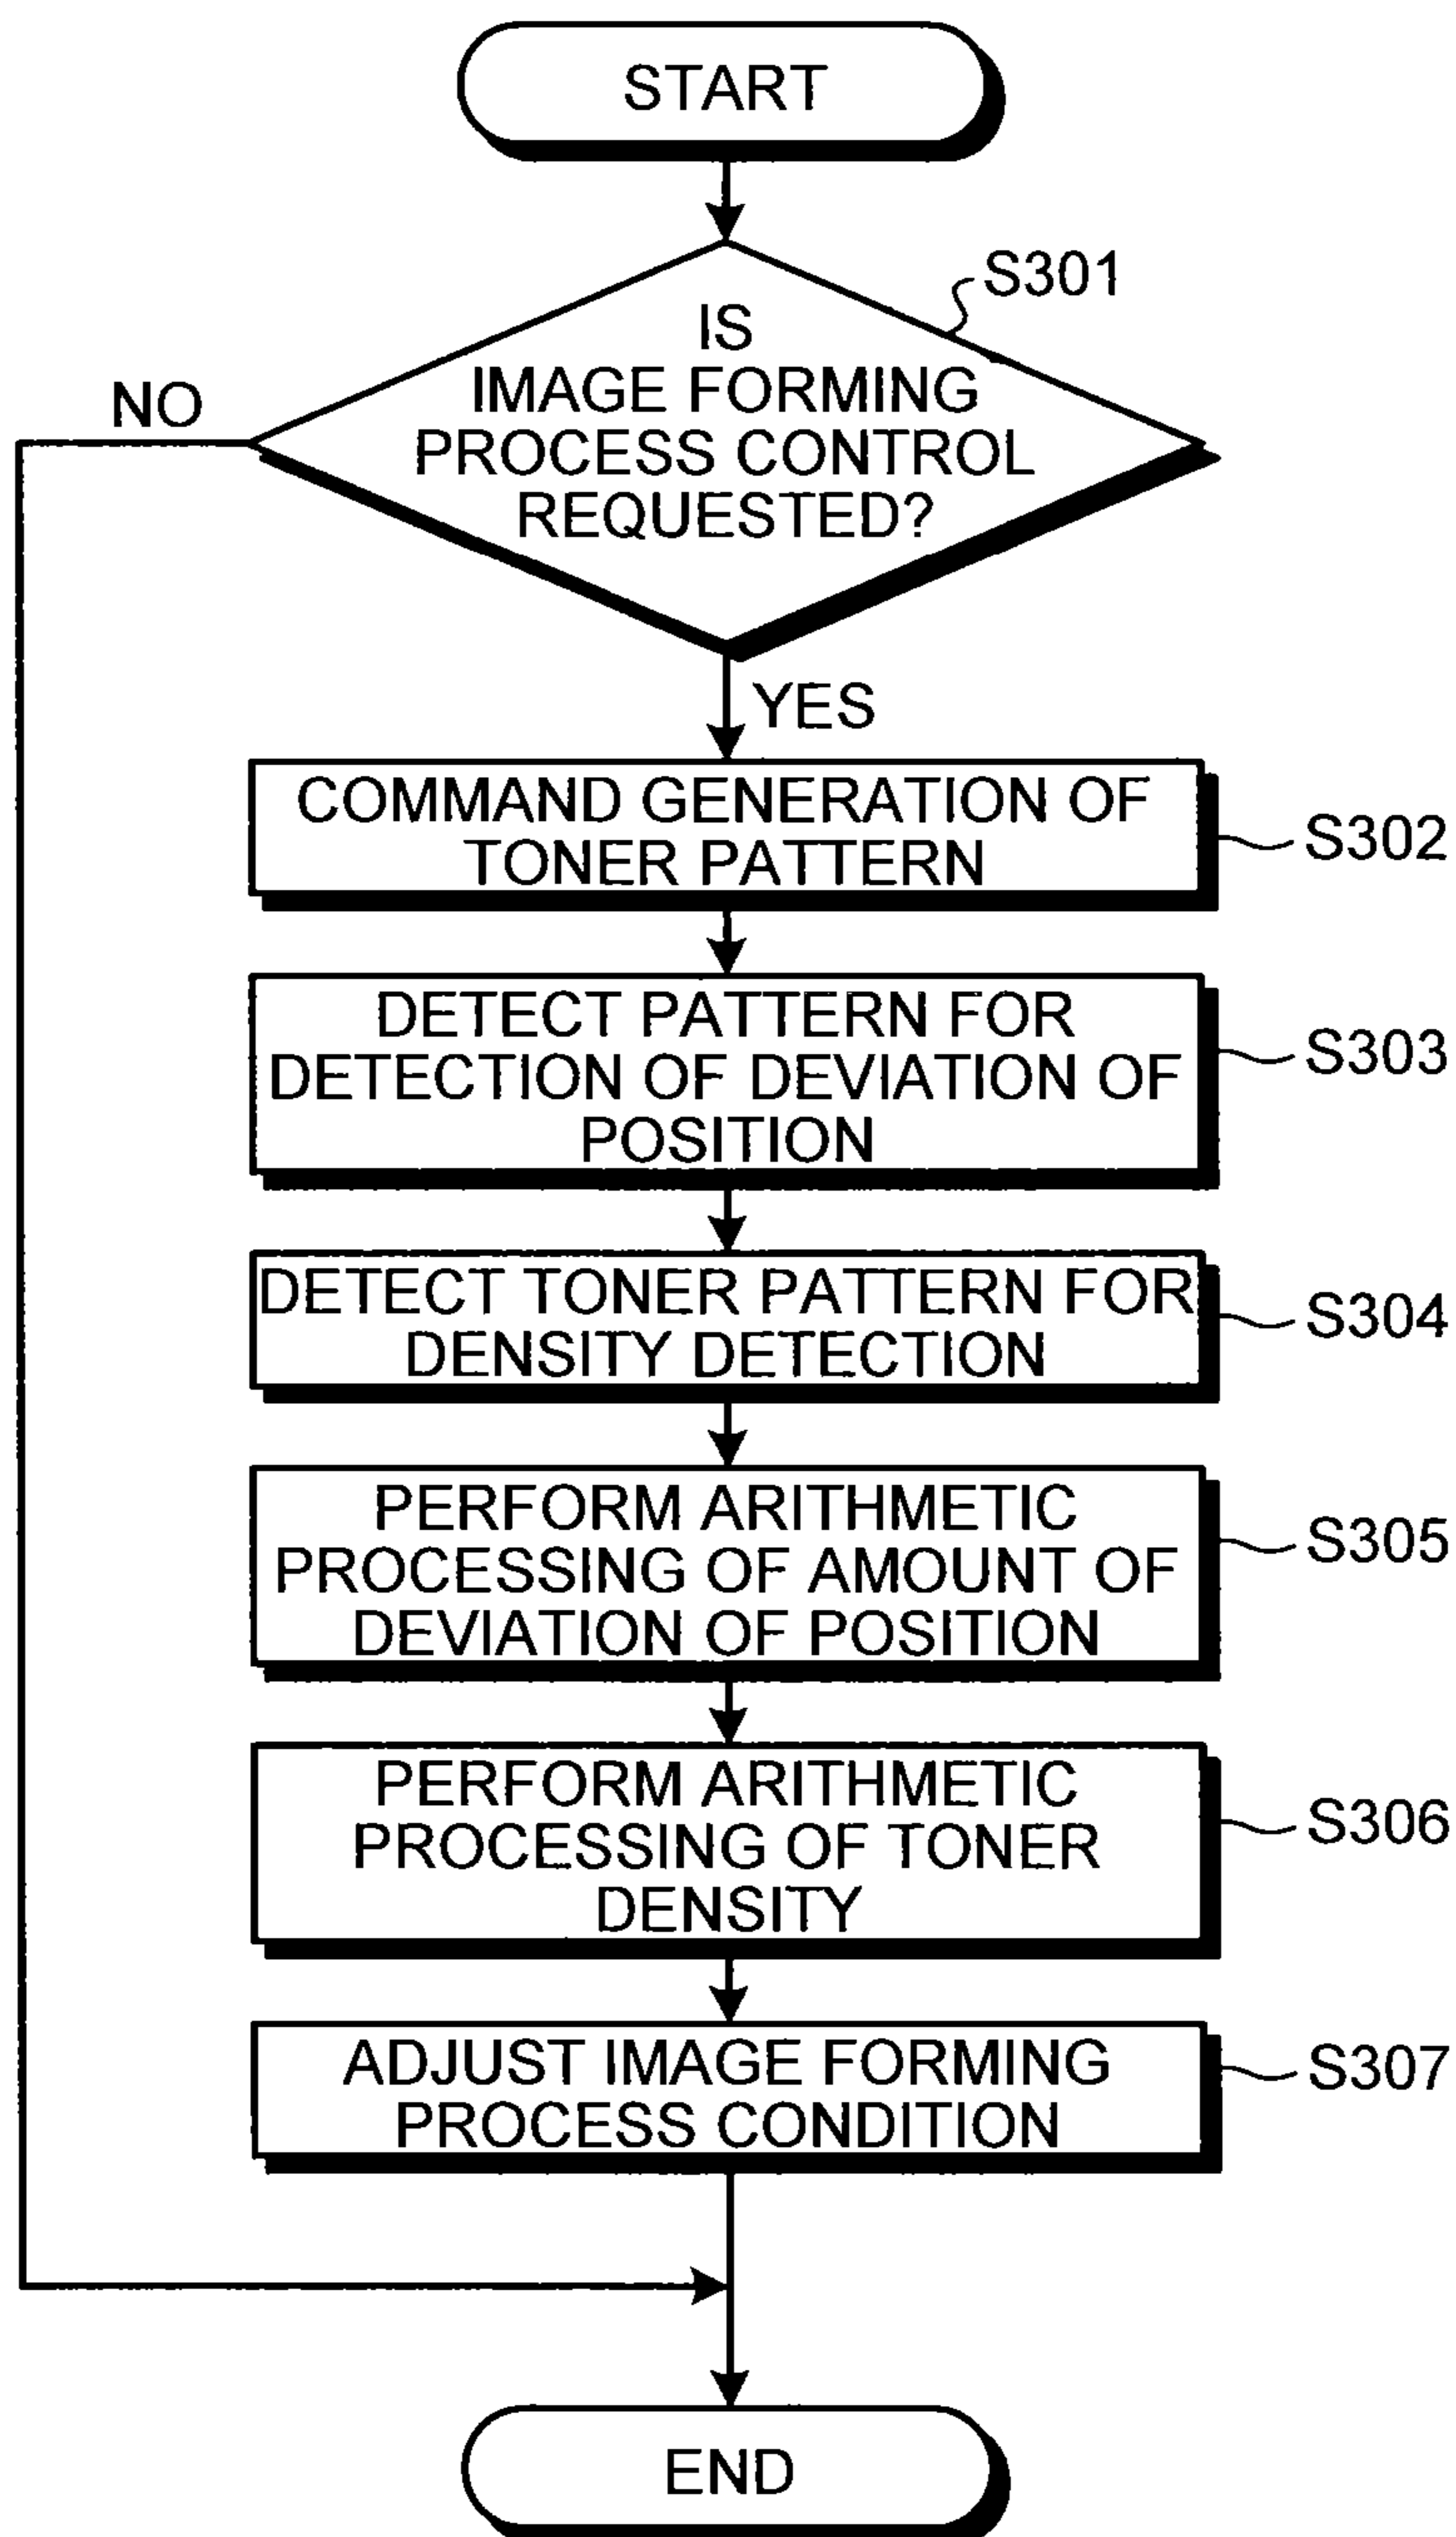 START
S301
IS
IMAGE FORMING
PROCESS CONTROL
REQUESTED?
NO
YES
COMMAND GENERATION OF
TONER PATTERN
S302
DETECT PATTERN FOR
DETECTION OF DEVIATION OF
POSITION
S303
DETECT TONER PATTERN FOR
DENSITY DETECTION
S304
PERFORM ARITHMETIC
PROCESSING OF AMOUNT OF
DEVIATION OF POSITION
S305
PERFORM ARITHMETIC
PROCESSING OF TONER
DENSITY
S306
ADJUST IMAGE FORMING
PROCESS CONDITION
S307
END